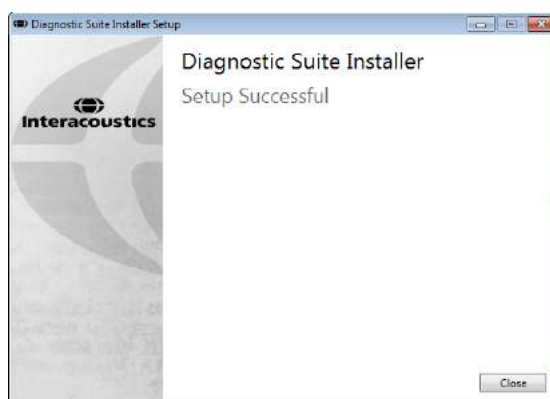 Diagnostic Suite Installer Setup
Diagnostic Suite Installer
Setup Successful
Interacoustics
Close